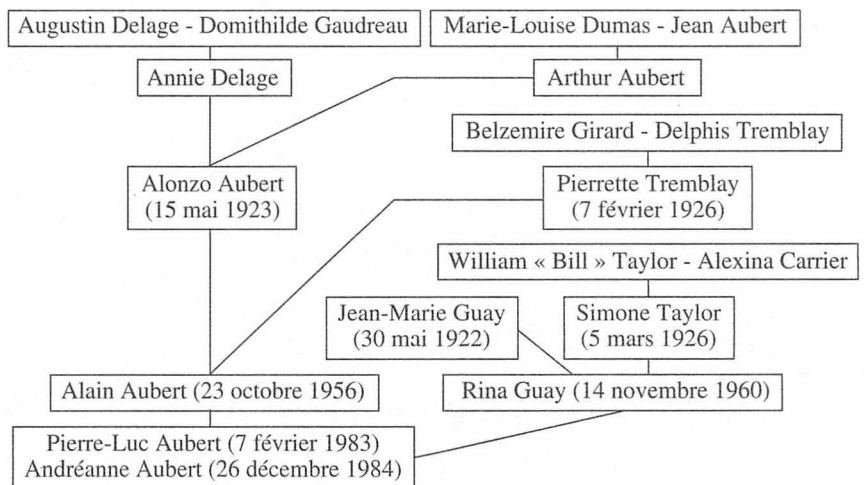 Augustin Delage - Domithilde Gaudreau
Marie-Louise Dumas - Jean Aubert
Annie Delage
Arthur Aubert
Belzemire Girard - Delphis Tremblay
Alonzo Aubert
(15 mai 1923)
Pierrette Tremblay
(7 février 1926)
William « Bill » Taylor - Alexina Carrier
Jean-Marie Guay
(30 mai 1922)
Simone Taylor
(5 mars 1926)
Alain Aubert (23 octobre 1956)
Rina Guay (14 novembre 1960)
Pierre-Luc Aubert (7 février 1983)
Andréanne Aubert (26 décembre 1984)